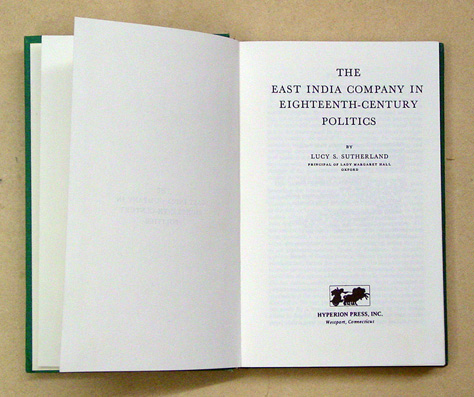 THE
EAST INDIA COMPANY IN
EIGHTEENTH-CENTURY
POLITICS
BY
LUCY S. SUTHERLAND
PRINCIPAL OF LADY MARGARET HALL
OXFORD
HYPERION PRESS, INC.
Westport, Connecticut